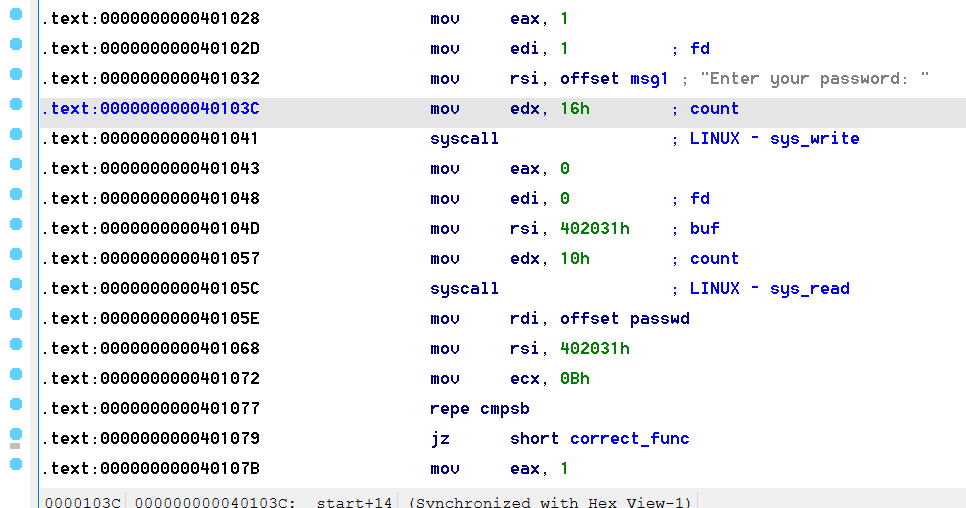 .text:0000000000401028 mov eax, 1
.text:000000000040102D mov edi, 1 ; fd
.text:0000000000401032 mov rsi, offset msg1 ; "Enter your password: "
.text:000000000040103C mov edx, 16h ; count
.text:0000000000401041 syscall ; LINUX - sys_write
.text:0000000000401043 mov eax, 0
.text:0000000000401048 mov edi, 0 ; fd
.text:000000000040104D mov rsi, 402031h ; buf
.text:0000000000401057 mov edx, 10h ; count
.text:000000000040105C syscall ; LINUX - sys_read
.text:000000000040105E mov rdi, offset passwd
.text:0000000000401068 mov rsi, 402031h
.text:0000000000401072 mov ecx, 0Bh
.text:0000000000401077 repe cmpsb
.text:0000000000401079 jz short correct_func
.text:000000000040107B mov eax, 1
0000103C 000000000040103C: start+14 (Synchronized with Hex View-1)